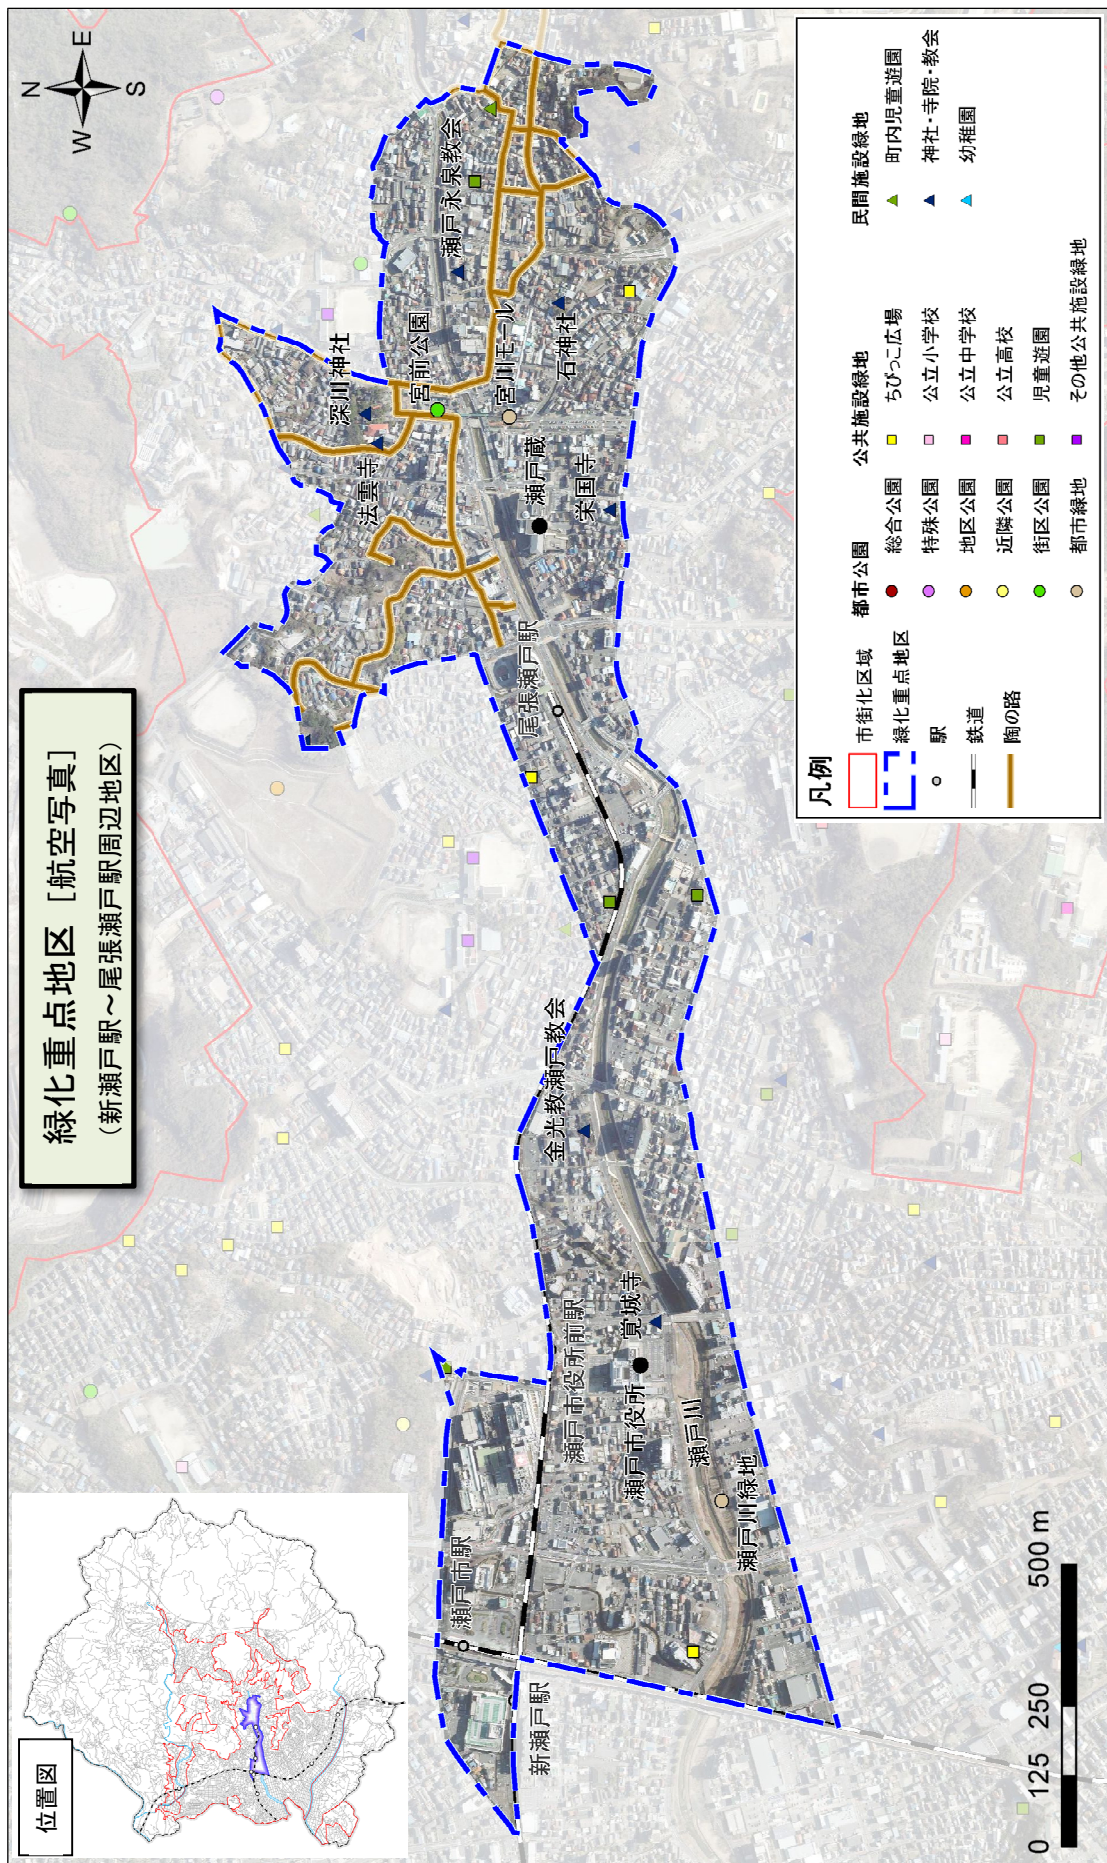 緑化重点地区［航空写真］
（新瀬戸駅～尾張瀬戸駅周辺地区）
位置図
N
E
W
S
深川神社
法雲寺
宮前公園
瀬戸永泉教会
宮川モール
石神社
瀬戸蔵
栄国寺
尾張瀬戸駅
金光教瀬戸教会
瀬戸市役所前駅
覚城寺
瀬戸市役所
瀬戸川
瀬戸川緑地
瀬戸市駅
新瀬戸駅
0 125 250 500 m
凡例
市街化区域
緑化重点地区
駅
鉄道
陶の路
都市公園
総合公園
特殊公園
地区公園
近隣公園
街区公園
都市緑地
公共施設緑地
ちびっこ広場
公立小学校
公立中学校
公立高校
児童遊園
その他公共施設緑地
民間施設緑地
町内児童遊園
神社・寺院・教会
幼稚園